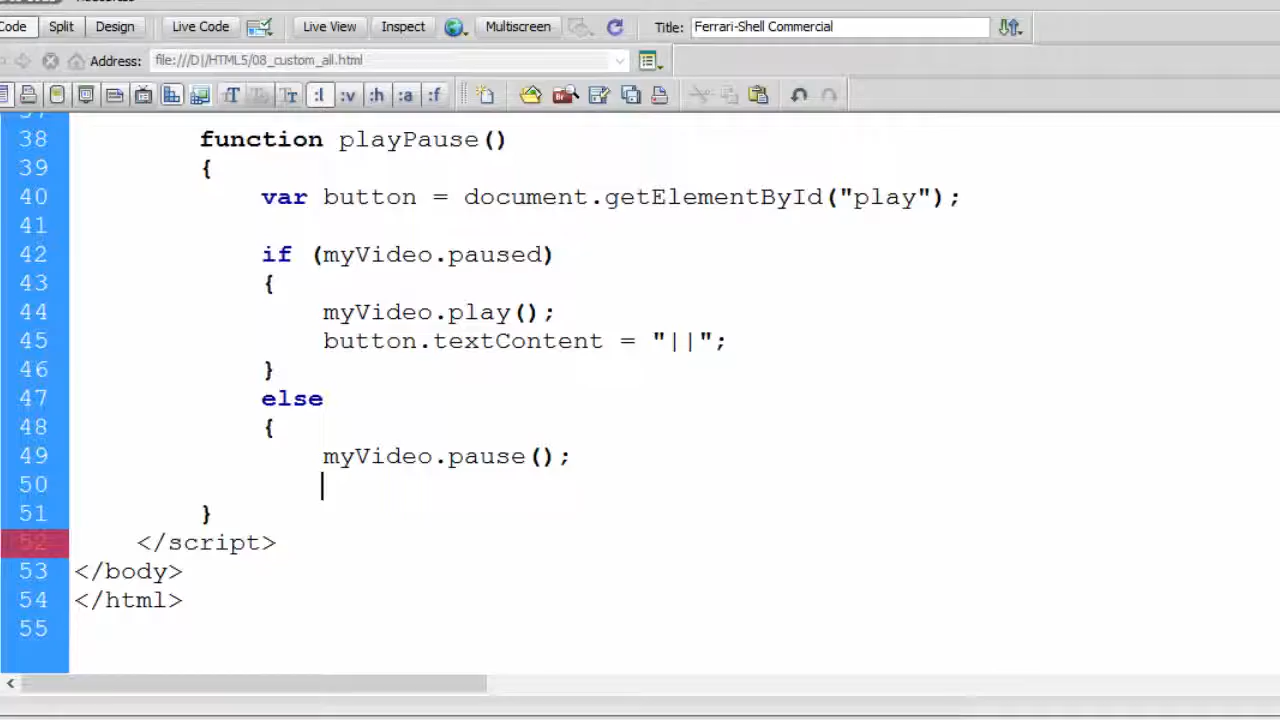 Code Split Design Live Code Live View Inspect Multiscreen Title: Ferrari-Shell Commercial
Address: file:///D|/HTML5/08_custom_all.html
37
38 function playPause()
39 {
40 var button = document.getElementById("play");
41
42 if (myVideo.paused)
43 {
44 myVideo.play();
45 button.textContent = "||";
46 }
47 else
48 {
49 myVideo.pause();
50
51 }
52 </script>
53 </body>
54 </html>
55